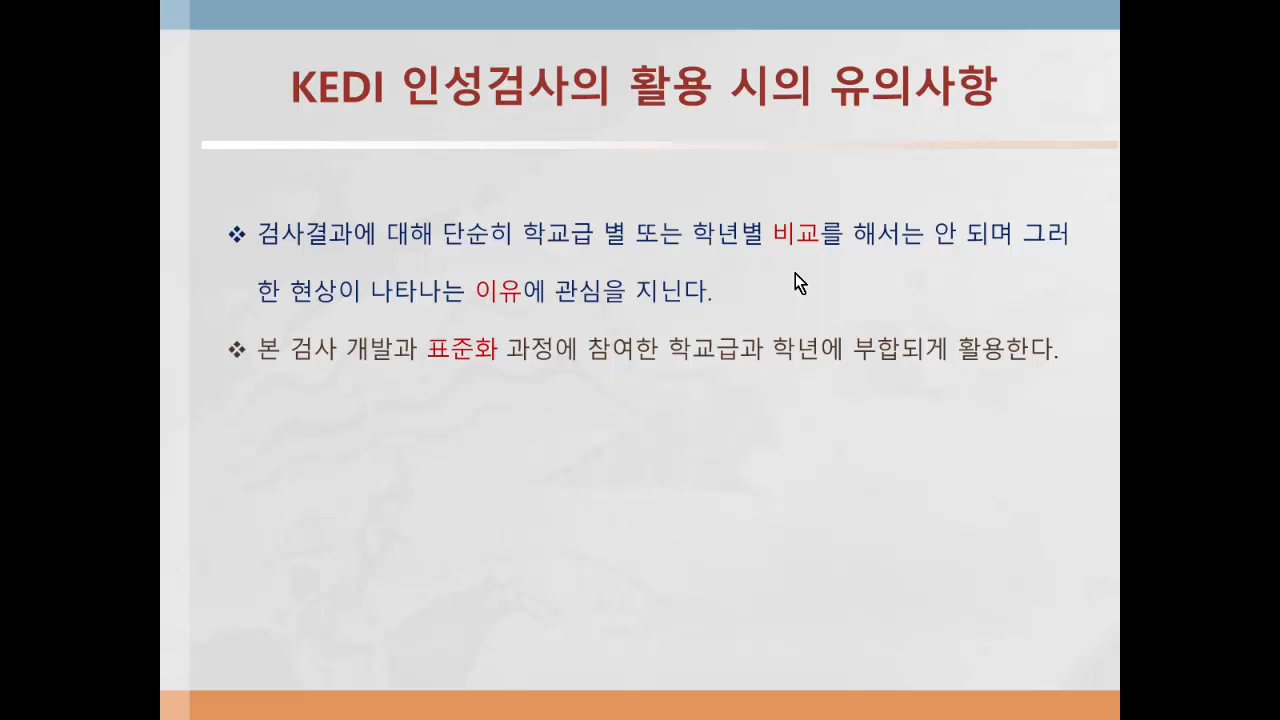 KEDI 인성검사의 활용 시의 유의사항
❖ 검사결과에 대해 단순히 학교급 별 또는 학년별 비교를 해서는 안 되며 그러
한 현상이 나타나는 이유에 관심을 지닌다.
❖ 본 검사 개발과 표준화 과정에 참여한 학교급과 학년에 부합되게 활용한다.